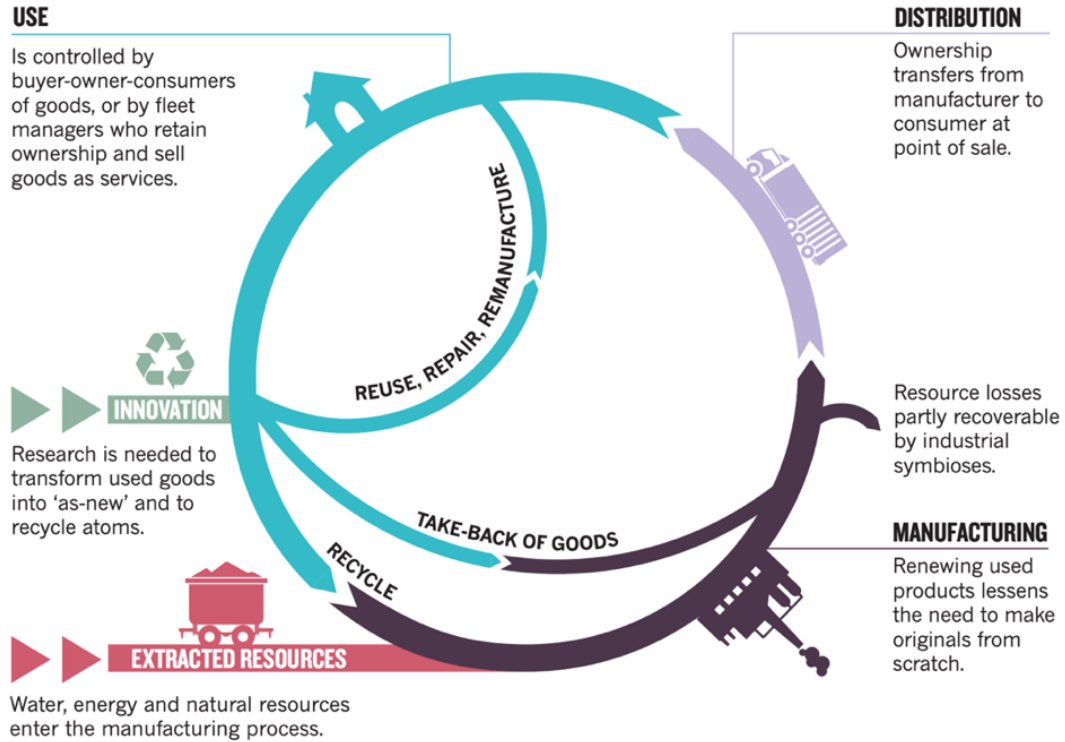 USE
Is controlled by
buyer-owner-consumers
of goods, or by fleet
managers who retain
ownership and sell
goods as services.
DISTRIBUTION
Ownership
transfers from
manufacturer to
consumer at
point of sale.
REUSE, REPAIR, REMANUFACTURE
INNOVATION
Research is needed to
transform used goods
into ‘as-new’ and to
recycle atoms.
Resource losses
partly recoverable
by industrial
symbioses.
TAKE-BACK OF GOODS
RECYCLE
MANUFACTURING
Renewing used
products lessens
the need to make
originals from
scratch.
EXTRACTED RESOURCES
Water, energy and natural resources
enter the manufacturing process.